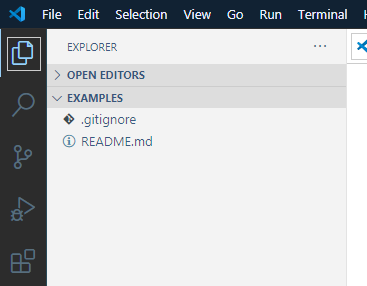 File Edit Selection View Go Run Terminal
EXPLORER
OPEN EDITORS
EXAMPLES
.gitignore
README.md